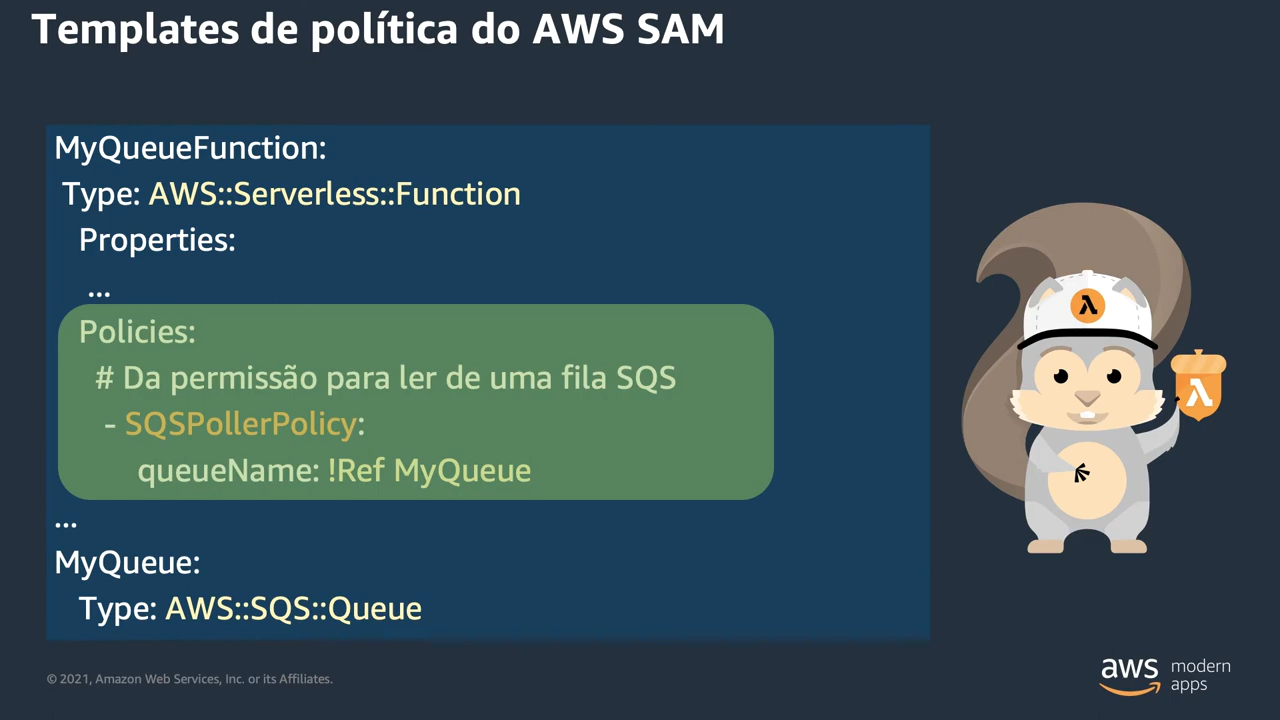 Templates de política do AWS SAM
MyQueueFunction:
Type: AWS::Serverless::Function
Properties:
...
Policies:
# Da permissão para ler de uma fila SQS
- SQSPollerPolicy:
queueName: !Ref MyQueue
...
MyQueue:
Type: AWS::SQS::Queue
© 2021, Amazon Web Services, Inc. or its Affiliates.
aws modern
apps